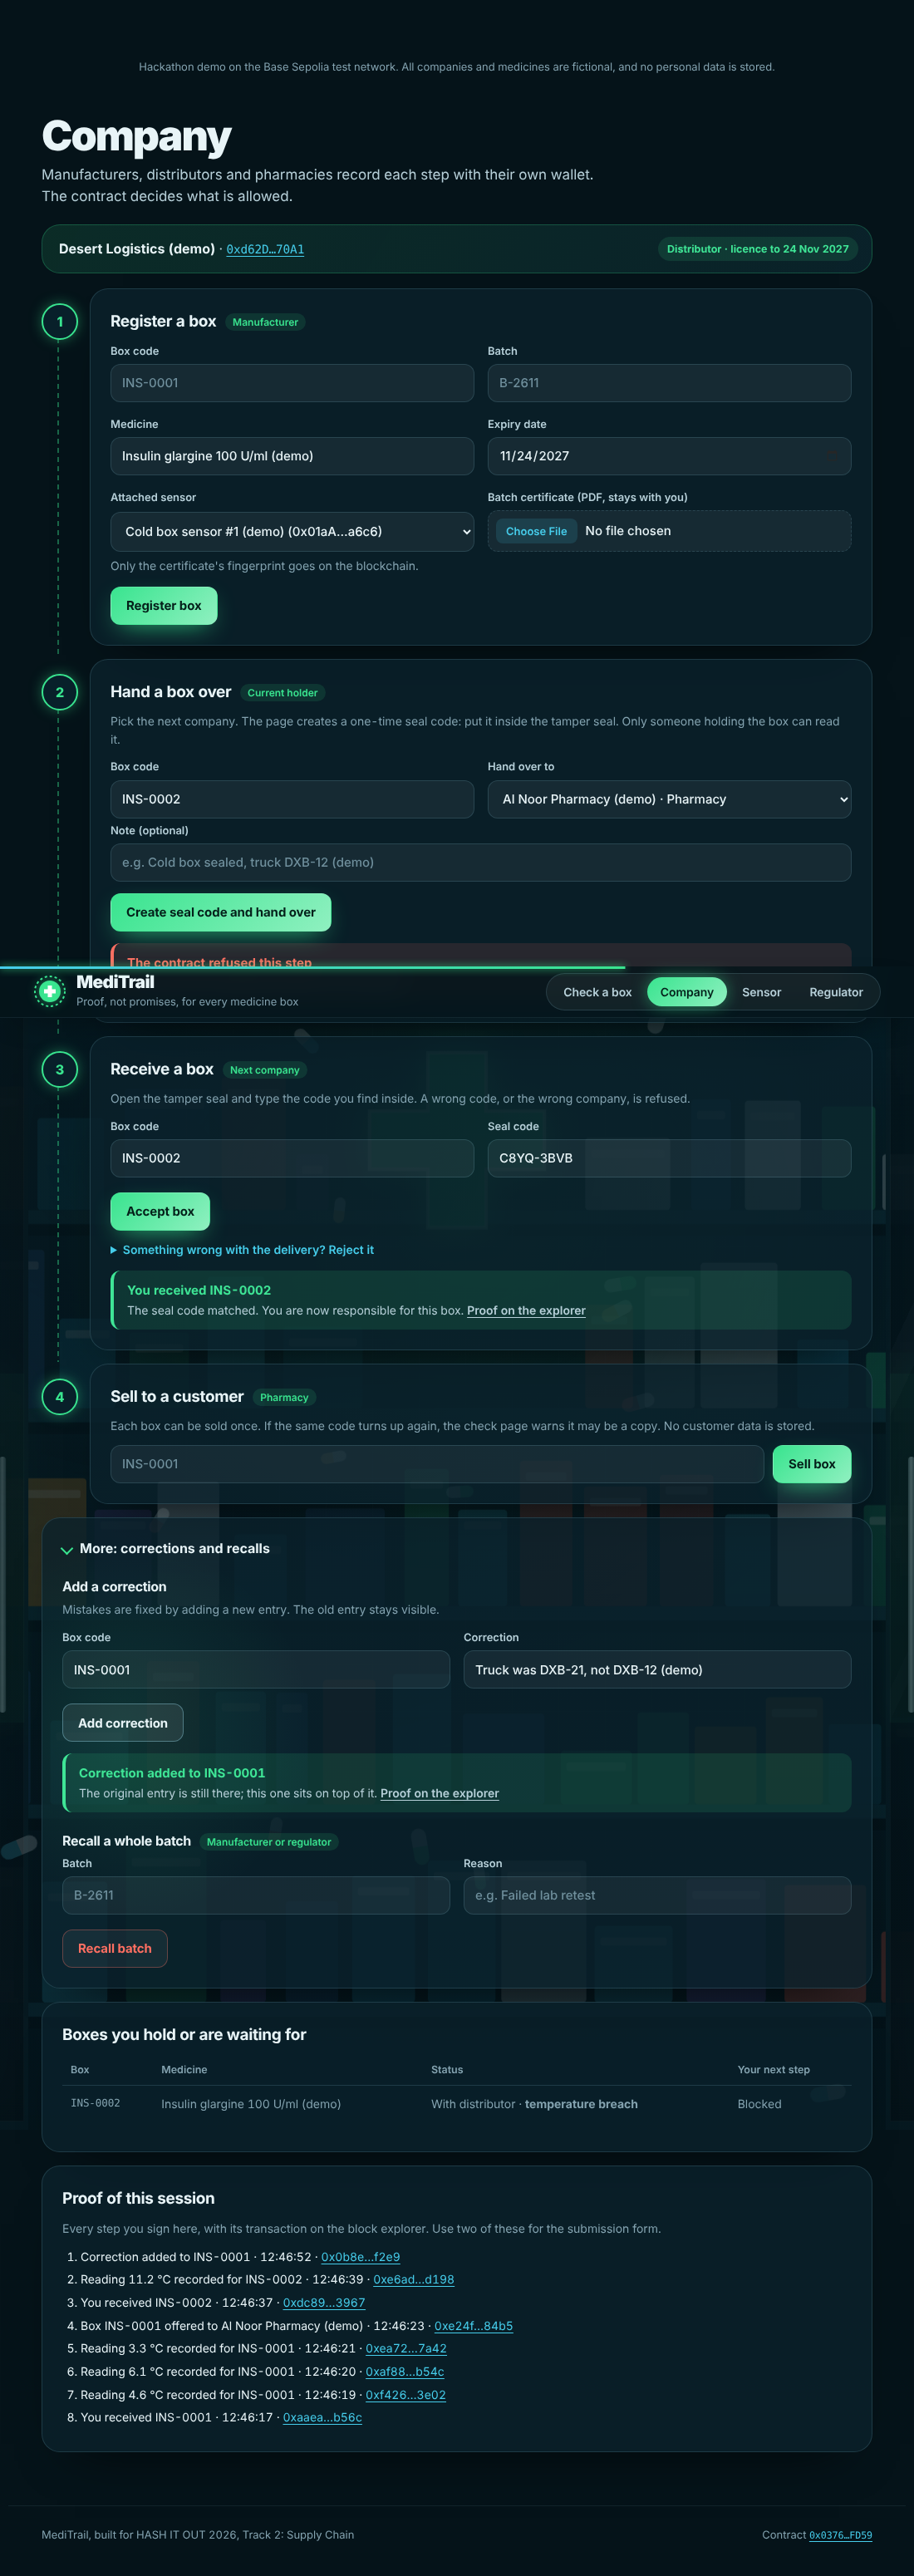 Hackathon demo on the Base Sepolia test network. All companies and medicines are fictional, and no personal data is stored.
Company
Manufacturers, distributors and pharmacies record each step with their own wallet.
The contract decides what is allowed.
Desert Logistics (demo) · 0xd62D…70A1
Distributor · licence to 24 Nov 2027
1
Register a box Manufacturer
Box code Batch
INS-0001 B-2611
Medicine Expiry date
Insulin glargine 100 U/ml (demo) 11/24/2027
Attached sensor Batch certificate (PDF, stays with you)
Cold box sensor #1 (demo) (0x01aA…a6c6) Choose File No file chosen
Only the certificate's fingerprint goes on the blockchain.
Register box
2
Hand a box over Current holder
Pick the next company. The page creates a one-time seal code: put it inside the tamper seal. Only someone holding the box can read
it.
Box code Hand over to
INS-0002 Al Noor Pharmacy (demo) · Pharmacy
Note (optional)
e.g. Cold box sealed, truck DXB-12 (demo)
Create seal code and hand over
The contract refused this step
MediTrail
Proof, not promises, for every medicine box
Check a box Company Sensor Regulator
3
Receive a box Next company
Open the tamper seal and type the code you find inside. A wrong code, or the wrong company, is refused.
Box code Seal code
INS-0002 C8YQ-3BVB
Accept box
Something wrong with the delivery? Reject it
You received INS-0002
The seal code matched. You are now responsible for this box. Proof on the explorer
4
Sell to a customer Pharmacy
Each box can be sold once. If the same code turns up again, the check page warns it may be a copy. No customer data is stored.
INS-0001 Sell box
More: corrections and recalls
Add a correction
Mistakes are fixed by adding a new entry. The old entry stays visible.
Box code Correction
INS-0001 Truck was DXB-21, not DXB-12 (demo)
Add correction
Correction added to INS-0001
The original entry is still there; this one sits on top of it. Proof on the explorer
Recall a whole batch Manufacturer or regulator
Batch Reason
B-2611 e.g. Failed lab retest
Recall batch
Boxes you hold or are waiting for
Box Medicine Status Your next step
INS-0002 Insulin glargine 100 U/ml (demo) With distributor · temperature breach Blocked
Proof of this session
Every step you sign here, with its transaction on the block explorer. Use two of these for the submission form.
1. Correction added to INS-0001 · 12:46:52 · 0x0b8e…f2e9
2. Reading 11.2 °C recorded for INS-0002 · 12:46:39 · 0xe6ad…d198
3. You received INS-0002 · 12:46:37 · 0xdc89…3967
4. Box INS-0001 offered to Al Noor Pharmacy (demo) · 12:46:23 · 0xe24f…84b5
5. Reading 3.3 °C recorded for INS-0001 · 12:46:21 · 0xea72…7a42
6. Reading 6.1 °C recorded for INS-0001 · 12:46:20 · 0xaf88…b54c
7. Reading 4.6 °C recorded for INS-0001 · 12:46:19 · 0xf426…3e02
8. You received INS-0001 · 12:46:17 · 0xaaea…b56c
MediTrail, built for HASH IT OUT 2026, Track 2: Supply Chain
Contract 0x0376…FD59